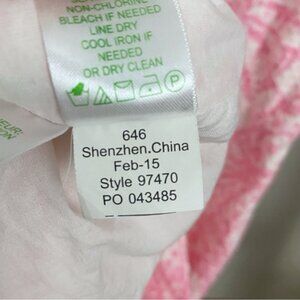 NON-CHLORINE
BLEACH IF NEEDED
LINE DRY
COOL IRON IF
NEEDED
OR DRY CLEAN
646
Shenzhen.China
Feb-15
Style 97470
PO 043485